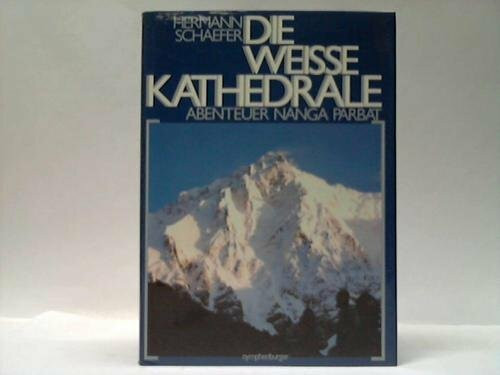 HERMANN
SCHAEFER
DIE
WEISSE
KATHEDRALE
ABENTEUER NANGA PARBAT
nymphenburger